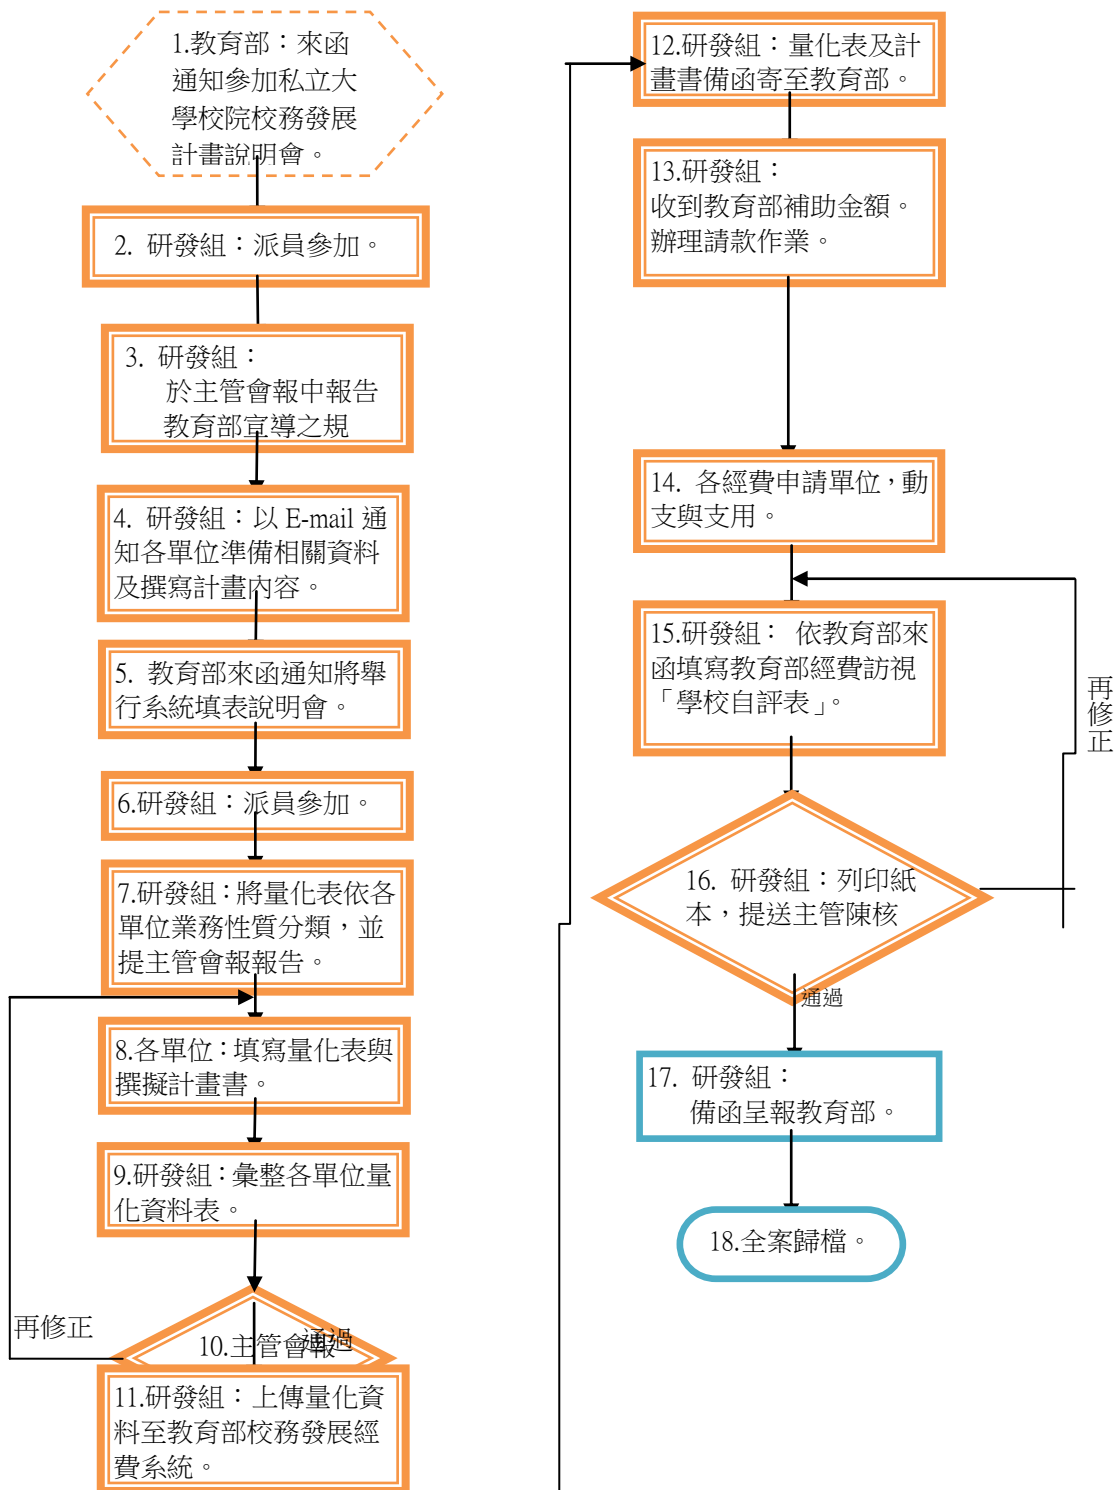 1.教育部：來函
通知參加私立大
學校院校務發展
計畫說明會。
2. 研發組：派員參加。
3. 研發組：
於主管會報中報告
教育部宣導之規
4. 研發組：以 E-mail 通
知各單位準備相關資料
及撰寫計畫內容。
5. 教育部來函通知將舉
行系統填表說明會。
6.研發組：派員參加。
7.研發組：將量化表依各
單位業務性質分類，並
提主管會報報告。
8.各單位：填寫量化表與
撰擬計畫書。
9.研發組：彙整各單位量
化資料表。
再修正
10.主管會報
通過
11.研發組：上傳量化資
料至教育部校務發展經
費系統。
12.研發組：量化表及計
畫書備函寄至教育部。
13.研發組：
收到教育部補助金額。
辦理請款作業。
14. 各經費申請單位，動
支與支用。
15.研發組： 依教育部來
函填寫教育部經費訪視
「學校自評表」。
再修正
16. 研發組：列印紙
本，提送主管陳核
通過
17. 研發組：
備函呈報教育部。
18.全案歸檔。